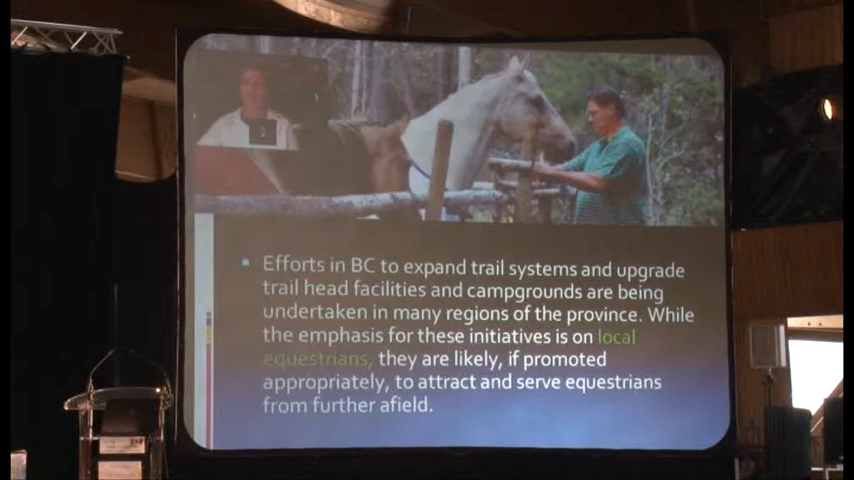 Efforts in BC to expand trail systems and upgrade
trail head facilities and campgrounds are being
undertaken in many regions of the province. While
the emphasis for these initiatives is on local
equestrians, they are likely, if promoted
appropriately, to attract and serve equestrians
from further afield.